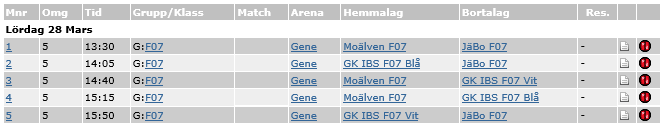 Mnr Omg Tid Grupp/Klass Match Arena Hemmalag Bortalag Res.
Lördag 28 Mars
1 5 13:30 G:F07 Gene Moälven F07 JäBo F07 -
2 5 14:05 G:F07 Gene GK IBS F07 Blå JäBo F07 -
3 5 14:40 G:F07 Gene Moälven F07 GK IBS F07 Vit -
4 5 15:15 G:F07 Gene Moälven F07 GK IBS F07 Blå -
5 5 15:50 G:F07 Gene GK IBS F07 Vit JäBo F07 -